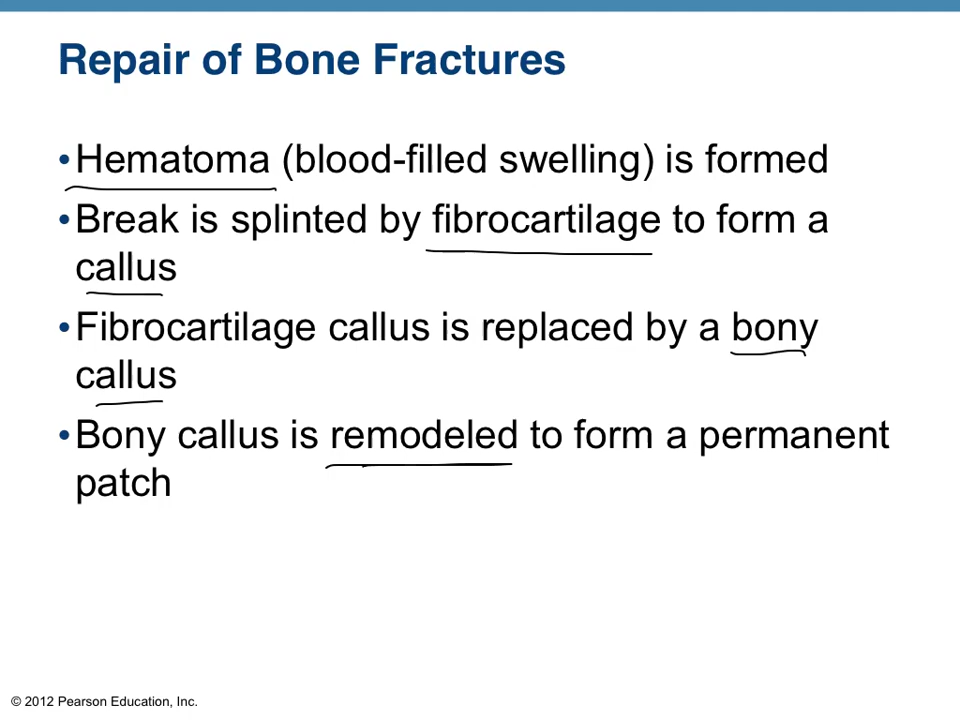 Repair of Bone Fractures
•Hematoma (blood-filled swelling) is formed
•Break is splinted by fibrocartilage to form a
callus
•Fibrocartilage callus is replaced by a bony
callus
•Bony callus is remodeled to form a permanent
patch
© 2012 Pearson Education, Inc.